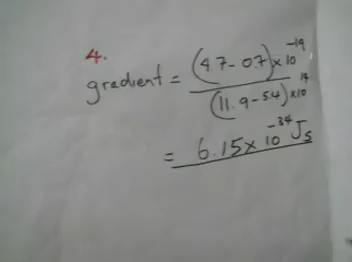 4.
gradient = (4.7-0.7)×10^-19
(11.9-5.4)×10^14
= 6.15×10^-34 Js